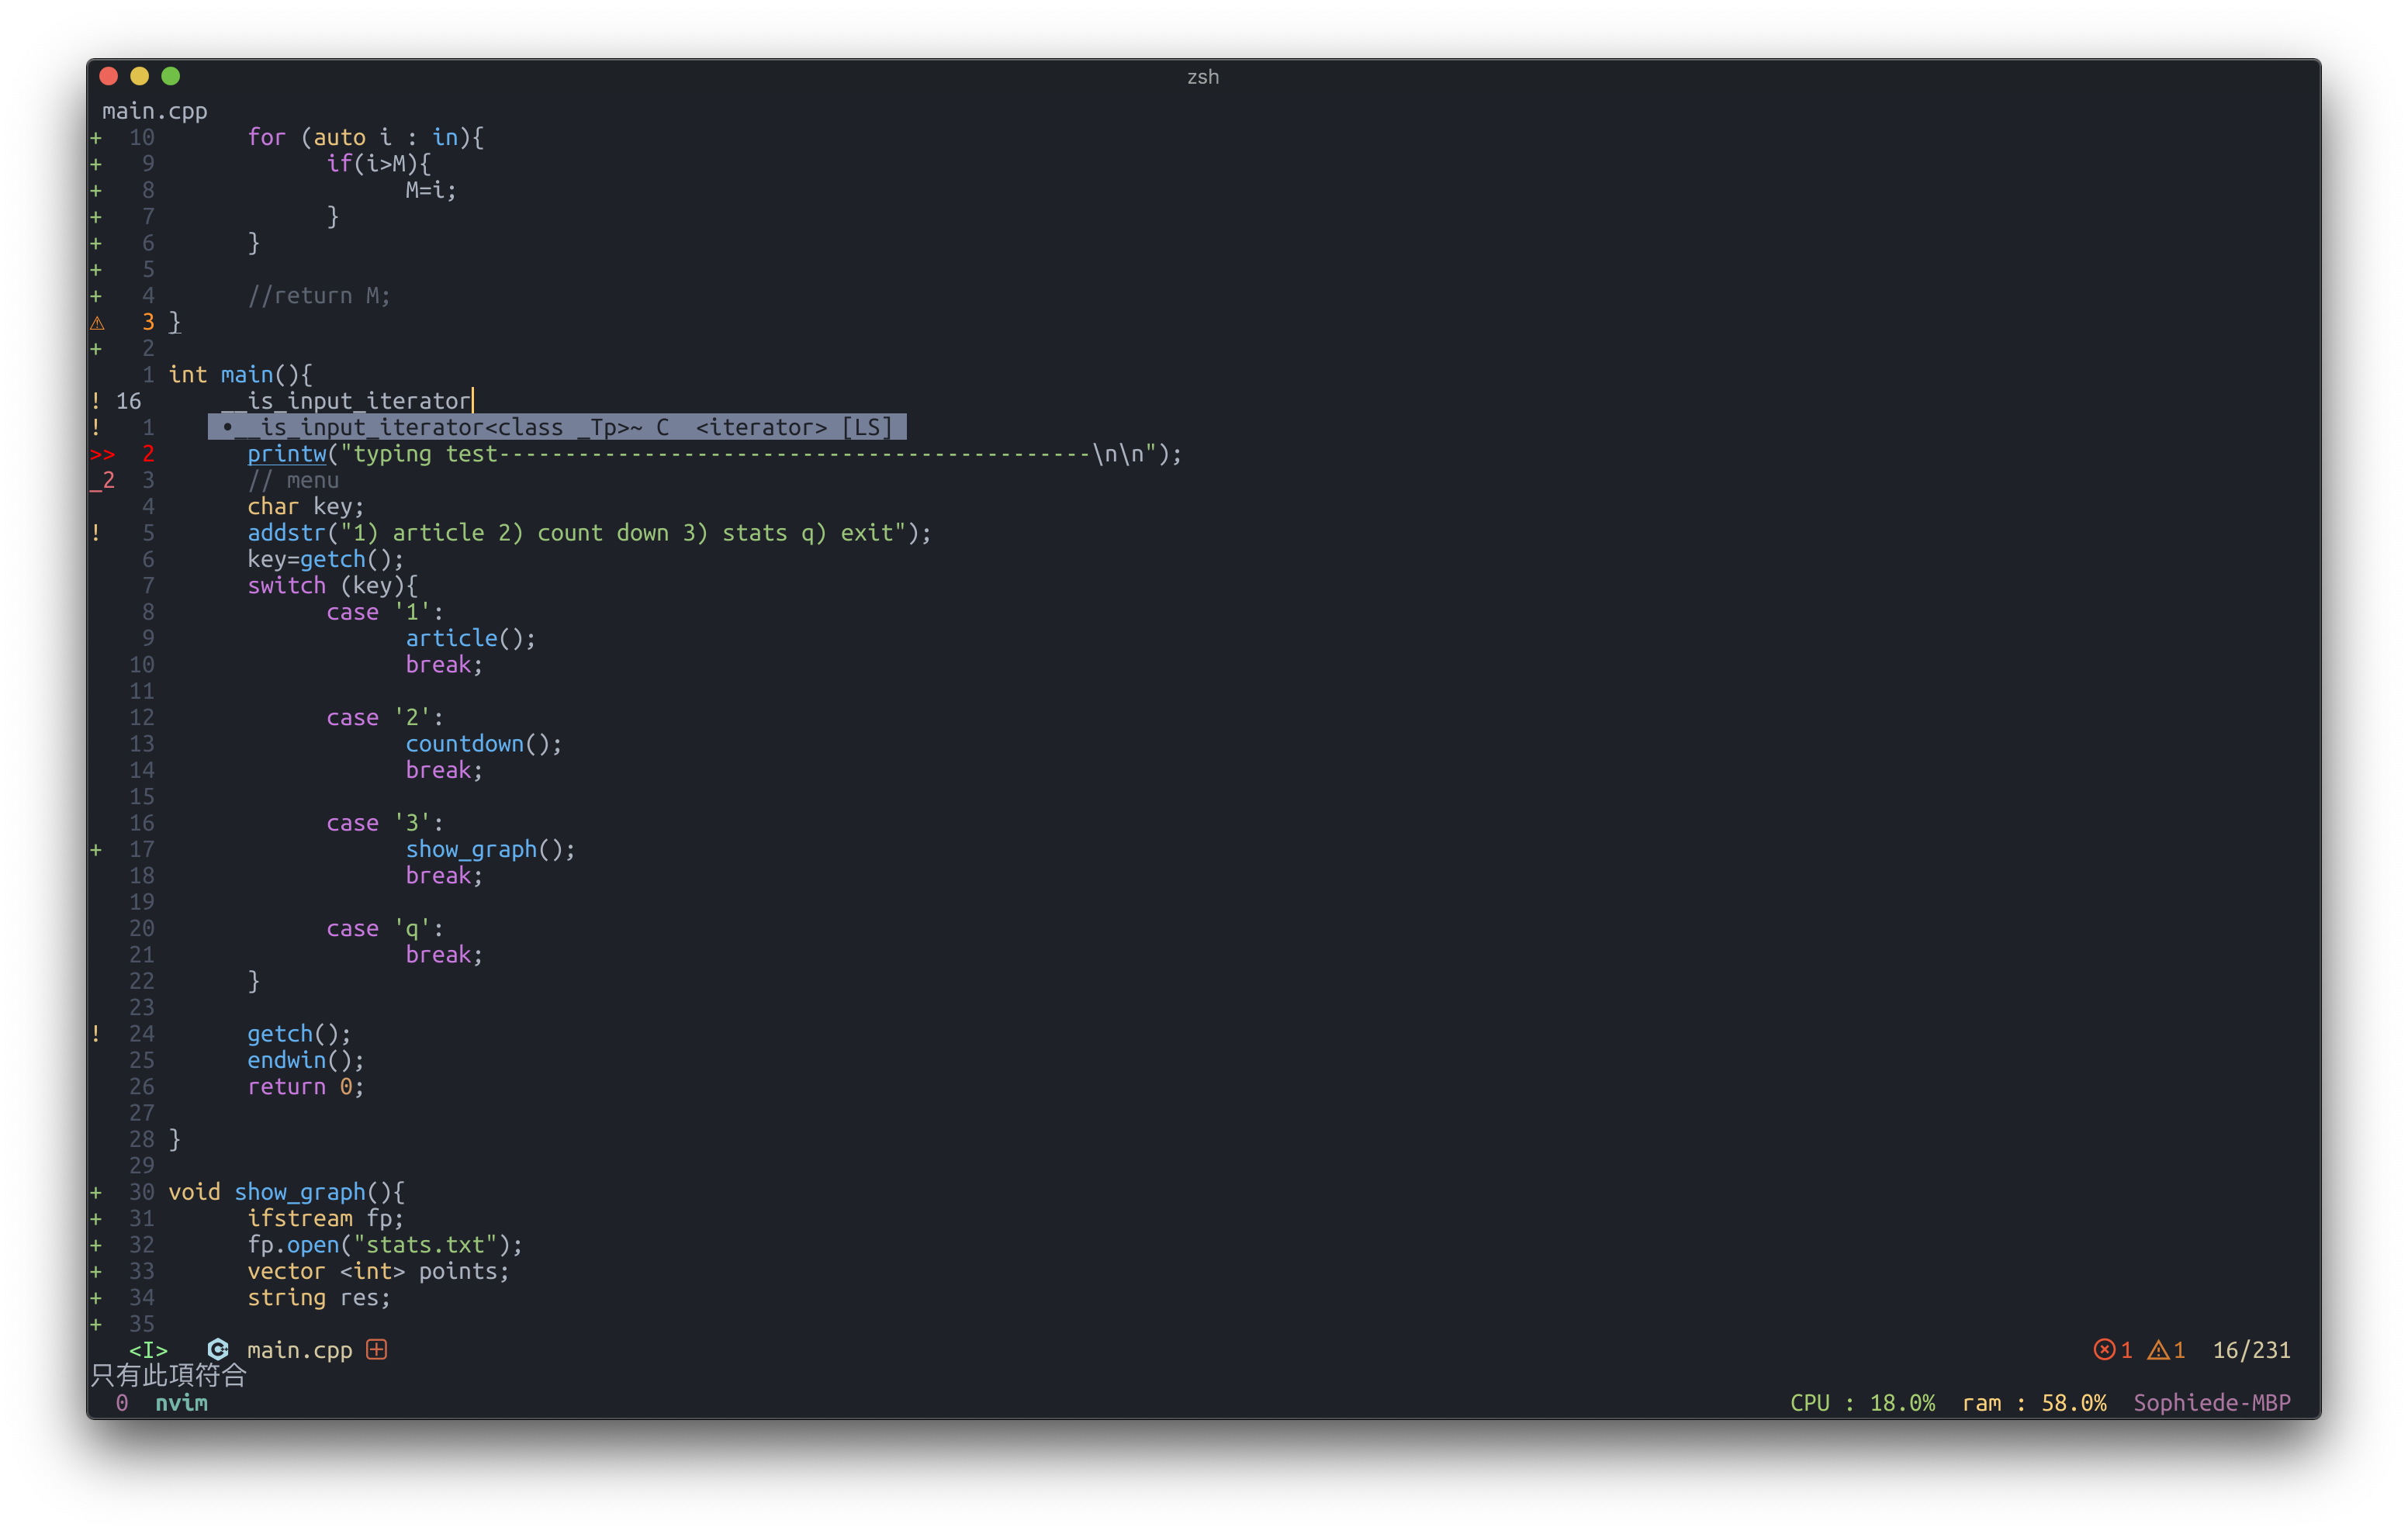 zsh
main.cpp
+ 10 for (auto i : in){
+ 9 if(i>M){
+ 8 M=i;
+ 7 }
+ 6 }
+ 5
+ 4 //return M;
⚠ 3 }
+ 2
1 int main(){
! 16 __is_input_iterator
! 1 •__is_input_iterator<class _Tp>~ C <iterator> [LS]
>> 2 printw("typing test---------------------------------------------\n\n");
_2 3 // menu
4 char key;
! 5 addstr("1) article 2) count down 3) stats q) exit");
6 key=getch();
7 switch (key){
8 case '1':
9 article();
10 break;
11
12 case '2':
13 countdown();
14 break;
15
16 case '3':
+ 17 show_graph();
18 break;
19
20 case 'q':
21 break;
22 }
23
! 24 getch();
25 endwin();
26 return 0;
27
28 }
29
+ 30 void show_graph(){
+ 31 ifstream fp;
+ 32 fp.open("stats.txt");
+ 33 vector <int> points;
+ 34 string res;
+ 35
<I> main.cpp 1 1 16/231
只有此項符合
0 nvim CPU : 18.0% ram : 58.0% Sophiede-MBP